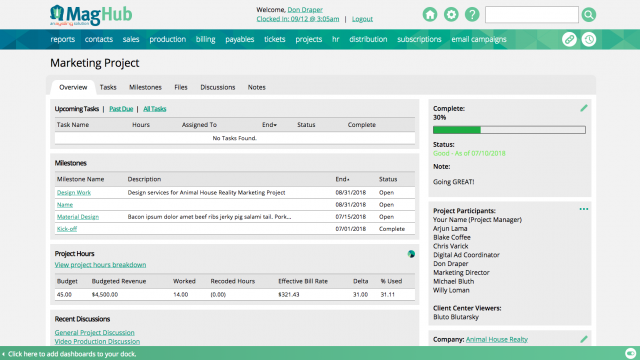 MagHub
Welcome, Don Draper
Clocked in: 09/12 @ 3:05am | Logout
reports contacts sales production billing payables tickets projects hr distribution subscriptions email campaigns
Marketing Project
Overview Tasks Milestones Files Discussions Notes
Upcoming Tasks | Past Due | All Tasks
Task Name Hours Assigned To End Status Complete
No Tasks Found.
Milestones
Milestone Name Description End Status
Design Work Design services for Animal House Reality Marketing Project 08/31/2018 Open
Name 08/31/2018 Open
Material Design Bacon ipsum dolor amet beef ribs jerky pig salami tail. Pork... 07/15/2018 Open
Kick-off 07/01/2018 Complete
Project Hours
View project hours breakdown
Budget Budgeted Revenue Worked Recoded Hours Effective Bill Rate Delta % Used
45.00 $4,500.00 14.00 (0.00) $321.43 31.00 31.11
Recent Discussions
General Project Discussion
Video Production Discussion
Complete:
30%
Status:
Good - As of 07/10/2018
Note:
Going GREAT!
Project Participants:
Your Name (Project Manager)
Arjun Lama
Blake Coffee
Chris Varick
Digital Ad Coordinator
Don Draper
Marketing Director
Michael Bluth
Willy Loman
Client Center Viewers:
Bluto Blutarsky
Company: Animal House Realty
Click here to add dashboards to your dock.